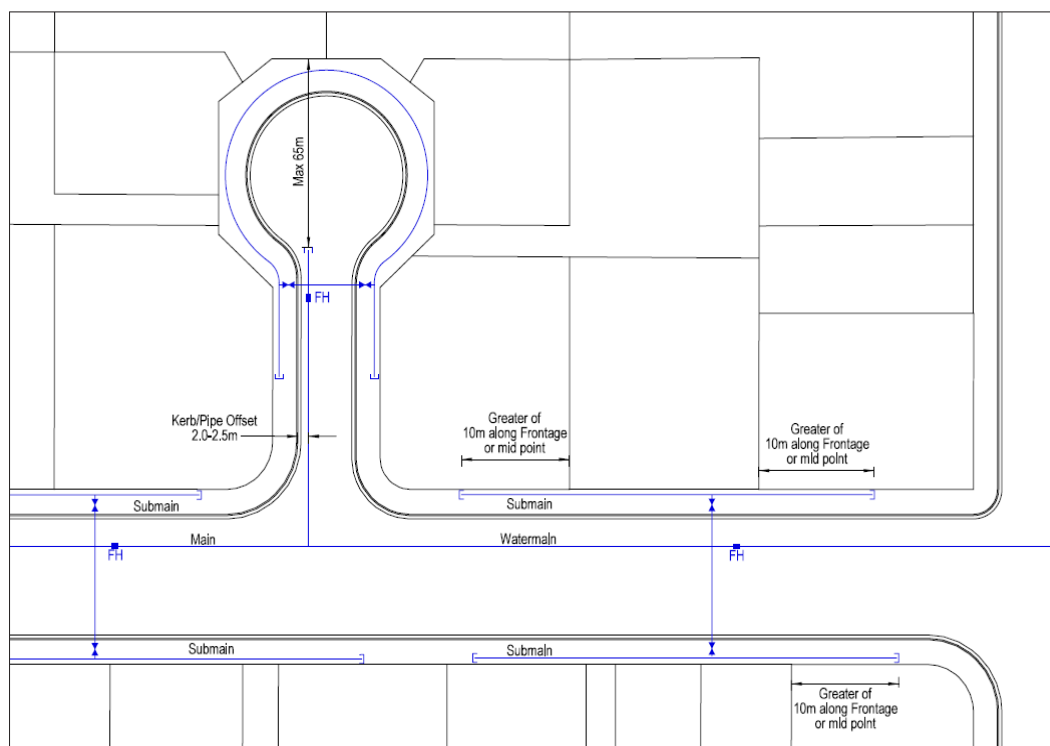 Max 65m
FH
Kerb/Pipe Offset
2.0-2.5m
Greater of
10m along Frontage
or mid point
Greater of
10m along Frontage
or mid point
Submain
Submain
Main
Watermain
FH
FH
Submain
Submain
Greater of
10m along Frontage
or mid point